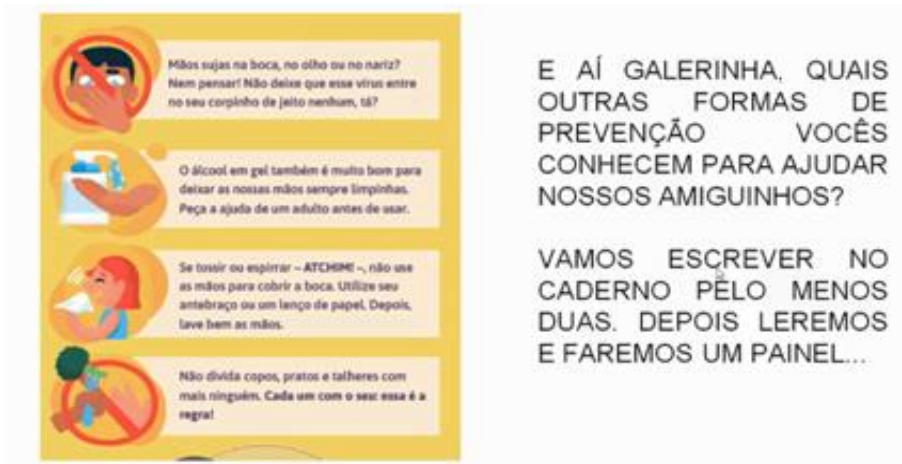 Mãos sujas na boca, no olho ou no nariz?
Nem pensar! Não deixe que esse vírus entre
no seu corpinho de jeito nenhum, tá?
O álcool em gel também é muito bom para
deixar as nossas mãos sempre limpinhas.
Peça a ajuda de um adulto antes de usar.
Se tossir ou espirrar – ATCHIM! –, não use
as mãos para cobrir a boca. Utilize seu
antebraço ou um lenço de papel. Depois,
lave bem as mãos.
Não divida copos, pratos e talheres com
mais ninguém. Cada um com o seu: essa é a
regra!
E AÍ GALERINHA, QUAIS
OUTRAS FORMAS DE
PREVENÇÃO VOCÊS
CONHECEM PARA AJUDAR
NOSSOS AMIGUINHOS?
VAMOS ESCREVER NO
CADERNO PELO MENOS
DUAS. DEPOIS LEREMOS
E FAREMOS UM PAINEL...